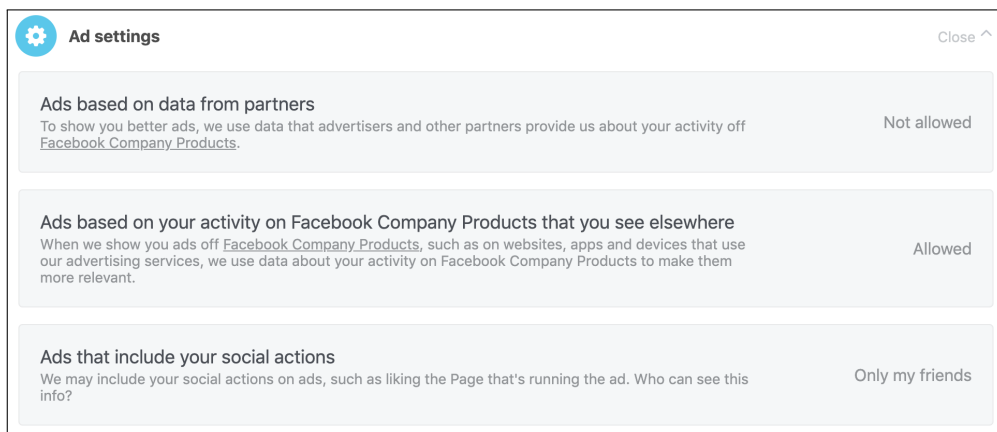 Ad settings
Close
Ads based on data from partners
To show you better ads, we use data that advertisers and other partners provide us about your activity off
Facebook Company Products.
Not allowed
Ads based on your activity on Facebook Company Products that you see elsewhere
When we show you ads off Facebook Company Products, such as on websites, apps and devices that use
our advertising services, we use data about your activity on Facebook Company Products to make them
more relevant.
Allowed
Ads that include your social actions
We may include your social actions on ads, such as liking the Page that's running the ad. Who can see this
info?
Only my friends